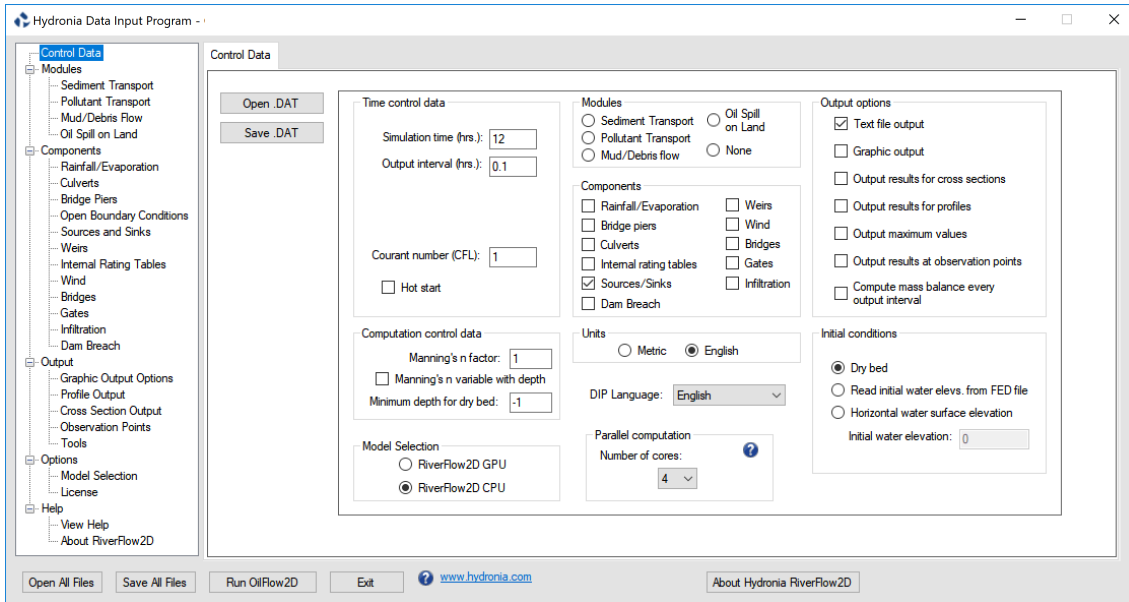 Hydronia Data Input Program -
Control Data
Modules
Sediment Transport
Pollutant Transport
Mud/Debris Flow
Oil Spill on Land
Components
Rainfall/Evaporation
Culverts
Bridge Piers
Open Boundary Conditions
Sources and Sinks
Weirs
Internal Rating Tables
Wind
Bridges
Gates
Infiltration
Dam Breach
Output
Graphic Output Options
Profile Output
Cross Section Output
Observation Points
Tools
Options
Model Selection
License
Help
View Help
About RiverFlow2D
Control Data
Open .DAT
Save .DAT
Time control data
Simulation time (hrs.): 12
Output interval (hrs.): 0.1
Courant number (CFL): 1
Hot start
Computation control data
Manning's n factor: 1
Manning's n variable with depth
Minimum depth for dry bed: -1
Model Selection
RiverFlow2D GPU
RiverFlow2D CPU
Modules
Sediment Transport
Pollutant Transport
Mud/Debris flow
Oil Spill
on Land
None
Components
Rainfall/Evaporation
Bridge piers
Culverts
Internal rating tables
Sources/Sinks
Dam Breach
Weirs
Wind
Bridges
Gates
Infiltration
Units
Metric
English
DIP Language: English
Parallel computation
Number of cores:
?
4
Output options
Text file output
Graphic output
Output results for cross sections
Output results for profiles
Output maximum values
Output results at observation points
Compute mass balance every
output interval
Initial conditions
Dry bed
Read initial water elevs. from FED file
Horizontal water surface elevation
Initial water elevation: 0
Open All Files
Save All Files
Run OilFlow2D
Exit
?
www.hydronia.com
About Hydronia RiverFlow2D